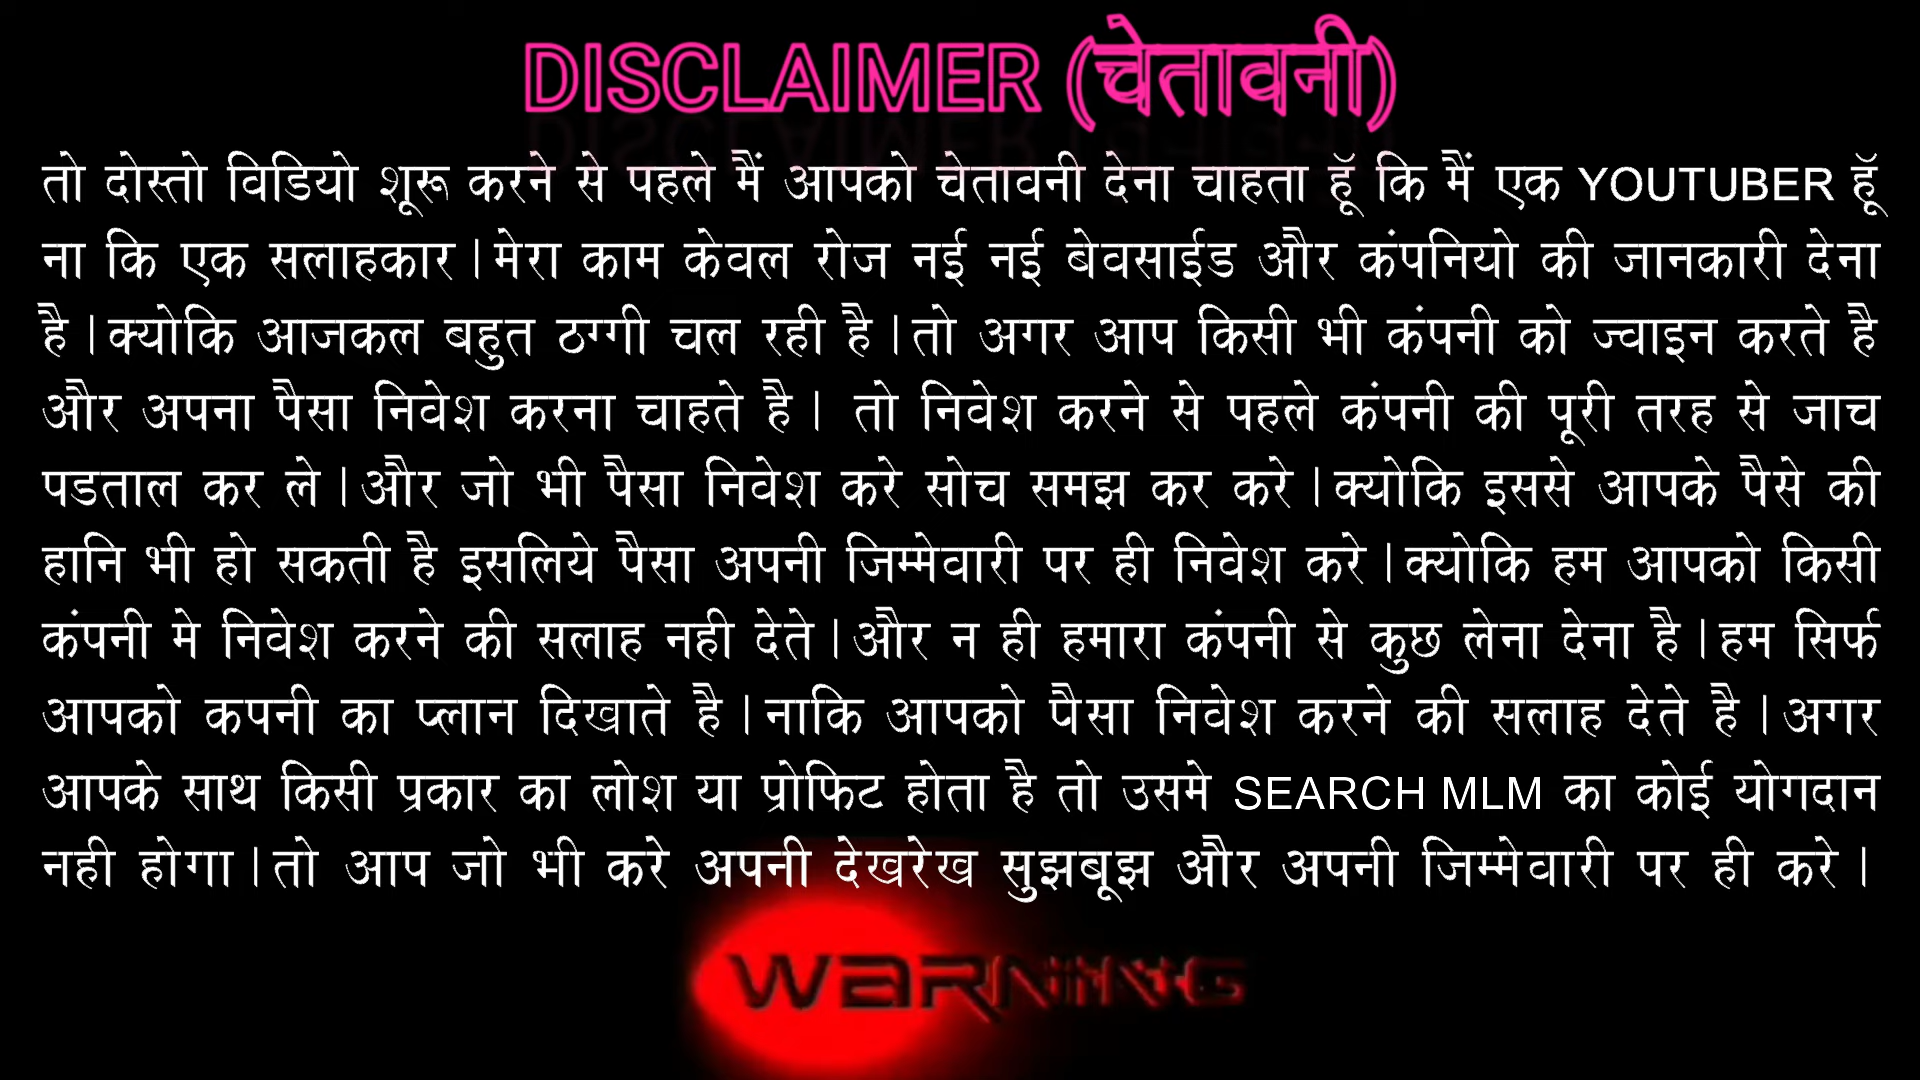 DISCLAIMER (चेतावनी)
तो दोस्तो विडियो शूरू करने से पहले मैं आपको चेतावनी देना चाहता हॅू कि मैं एक YOUTUBER हॅू
ना कि एक सलाहकार।मेरा काम केवल रोज नई नई बेवसाईड और कंपनियो की जानकारी देना
है।क्योकि आजकल बहुत ठग्गी चल रही है।तो अगर आप किसी भी कंपनी को ज्वाइन करते है
और अपना पैसा निवेश करना चाहते है। तो निवेश करने से पहले कंपनी की पूरी तरह से जाच
पडताल कर ले।और जो भी पैसा निवेश करे सोच समझ कर करे।क्योकि इससे आपके पैसे की
हानि भी हो सकती है इसलिये पैसा अपनी जिम्मेवारी पर ही निवेश करे।क्योकि हम आपको किसी
कंपनी मे निवेश करने की सलाह नही देते।और न ही हमारा कंपनी से कुछ लेना देना है।हम सिर्फ
आपको कपनी का प्लान दिखाते है।नाकि आपको पैसा निवेश करने की सलाह देते है।अगर
आपके साथ किसी प्रकार का लोश या प्रोफिट होता है तो उसमे SEARCH MLM का कोई योगदान
नही होगा।तो आप जो भी करे अपनी देखरेख सुझबूझ और अपनी जिम्मेवारी पर ही करे।
WARNING